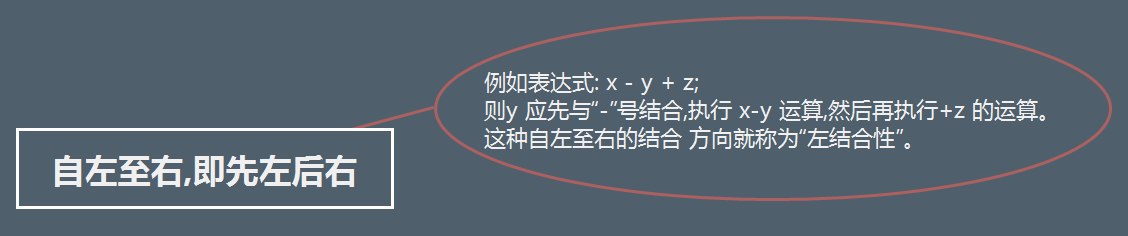 例如表达式: x - y + z;
则y 应先与“-”号结合,执行 x-y 运算,然后再执行+z 的运算。
这种自左至右的结合 方向就称为“左结合性”。
自左至右,即先左后右